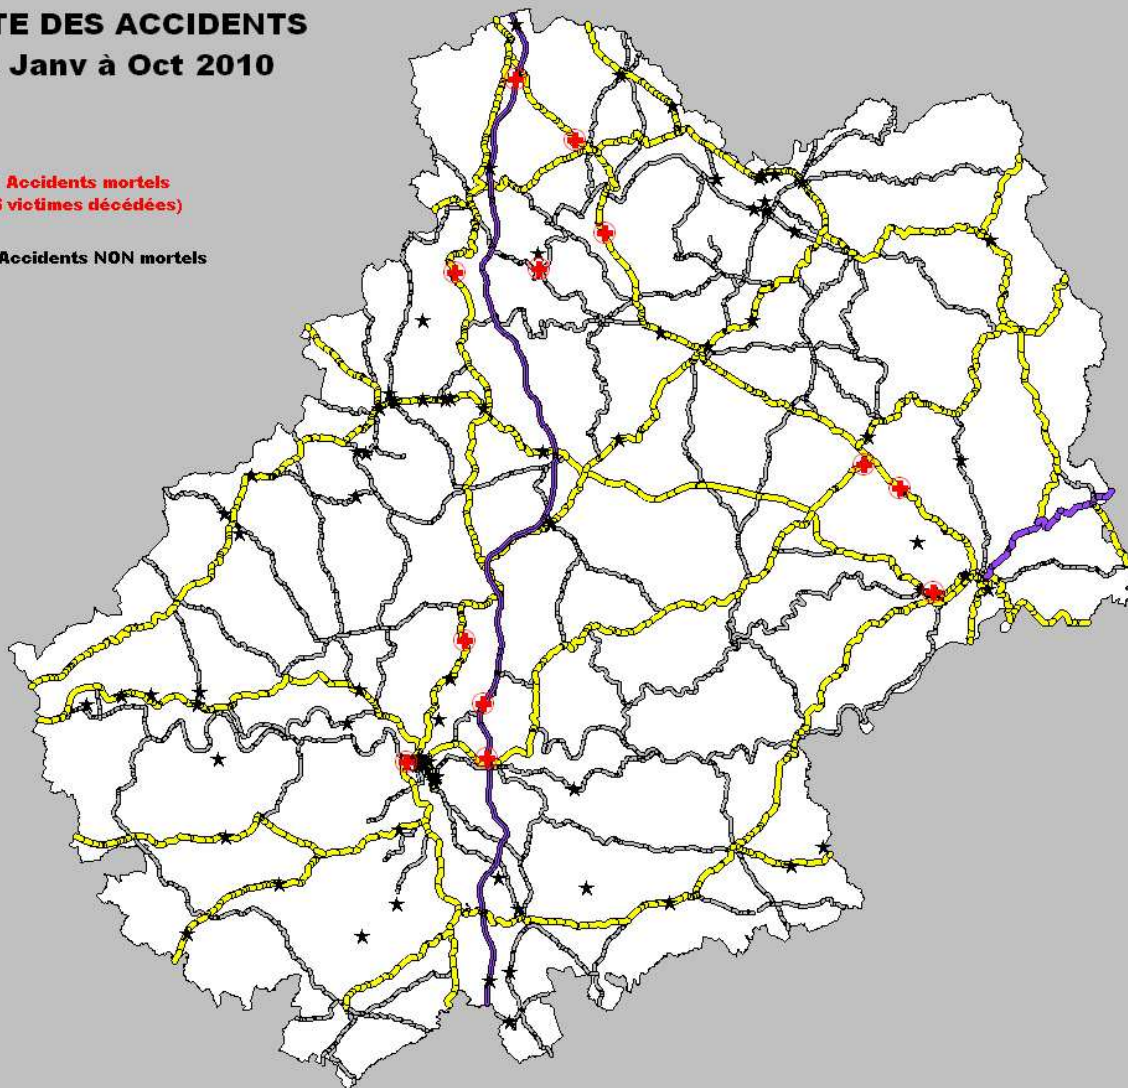 TE DES ACCIDENTS
Janv à Oct 2010
Accidents mortels
victimes décédées)
Accidents NON mortels